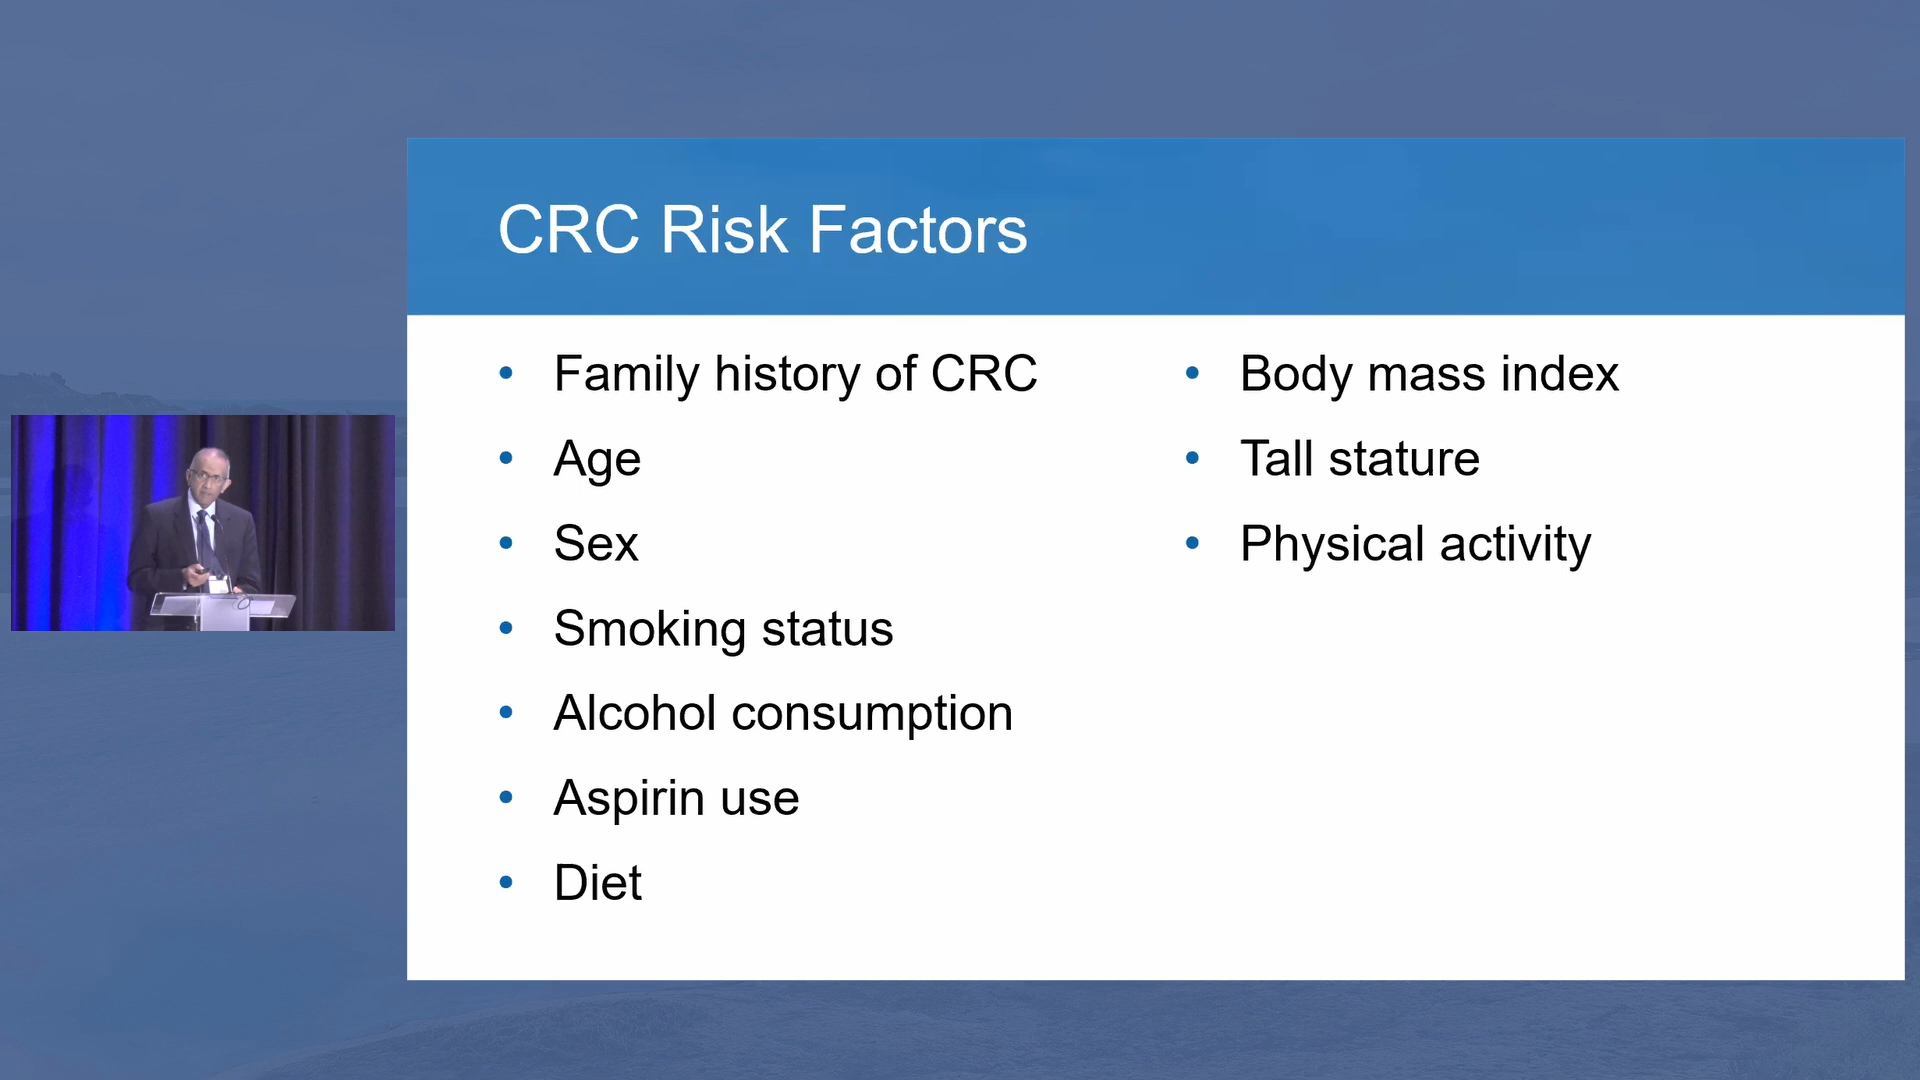 CRC Risk Factors
• Family history of CRC
• Age
• Sex
• Smoking status
• Alcohol consumption
• Aspirin use
• Diet
• Body mass index
• Tall stature
• Physical activity